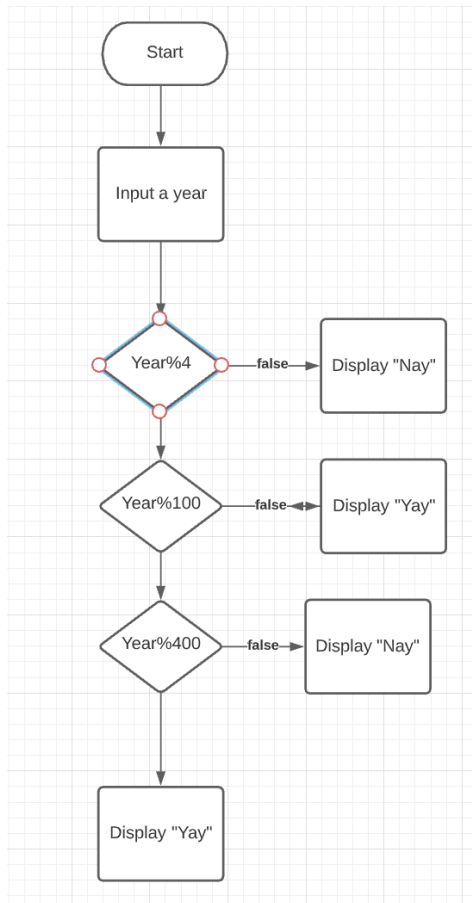 Start
Input a year
Year%4
false
Display "Nay"
Year%100
false
Display "Yay"
Year%400
false
Display "Nay"
Display "Yay"